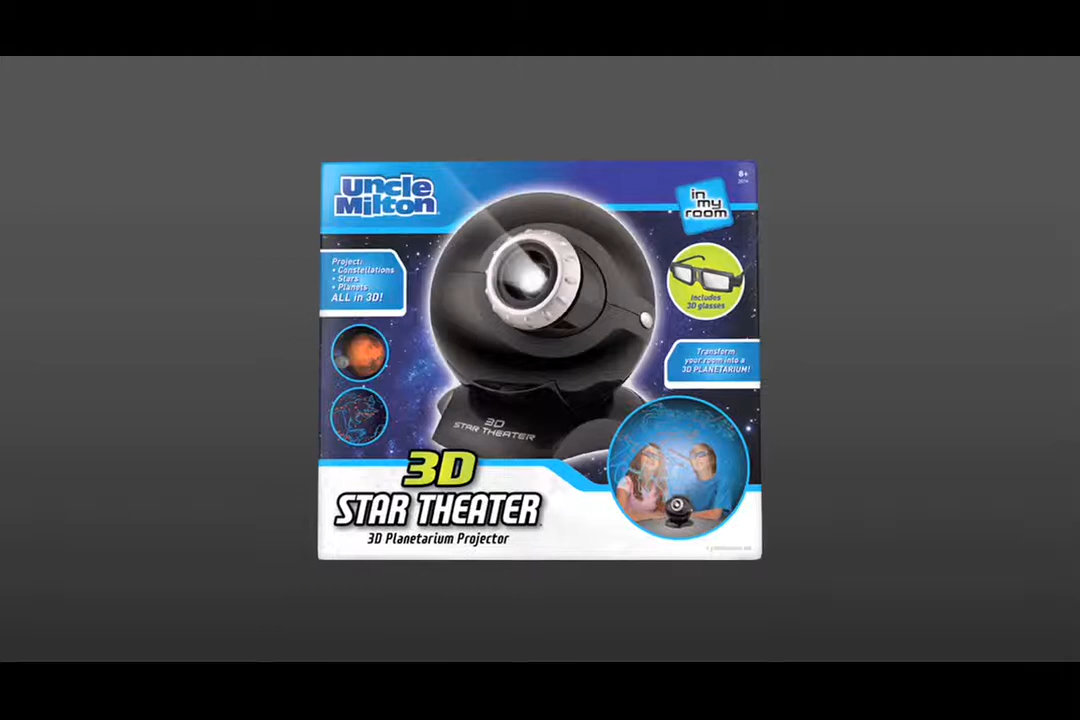 Uncle
Milton
8+
in
my
room
Project:
• Constellations
• Stars
• Planets
ALL in 3D!
Includes
3D glasses
Transform
your room into a
3D PLANETARIUM!
3D
STAR THEATER
3D
STAR THEATER
3D Planetarium Projector